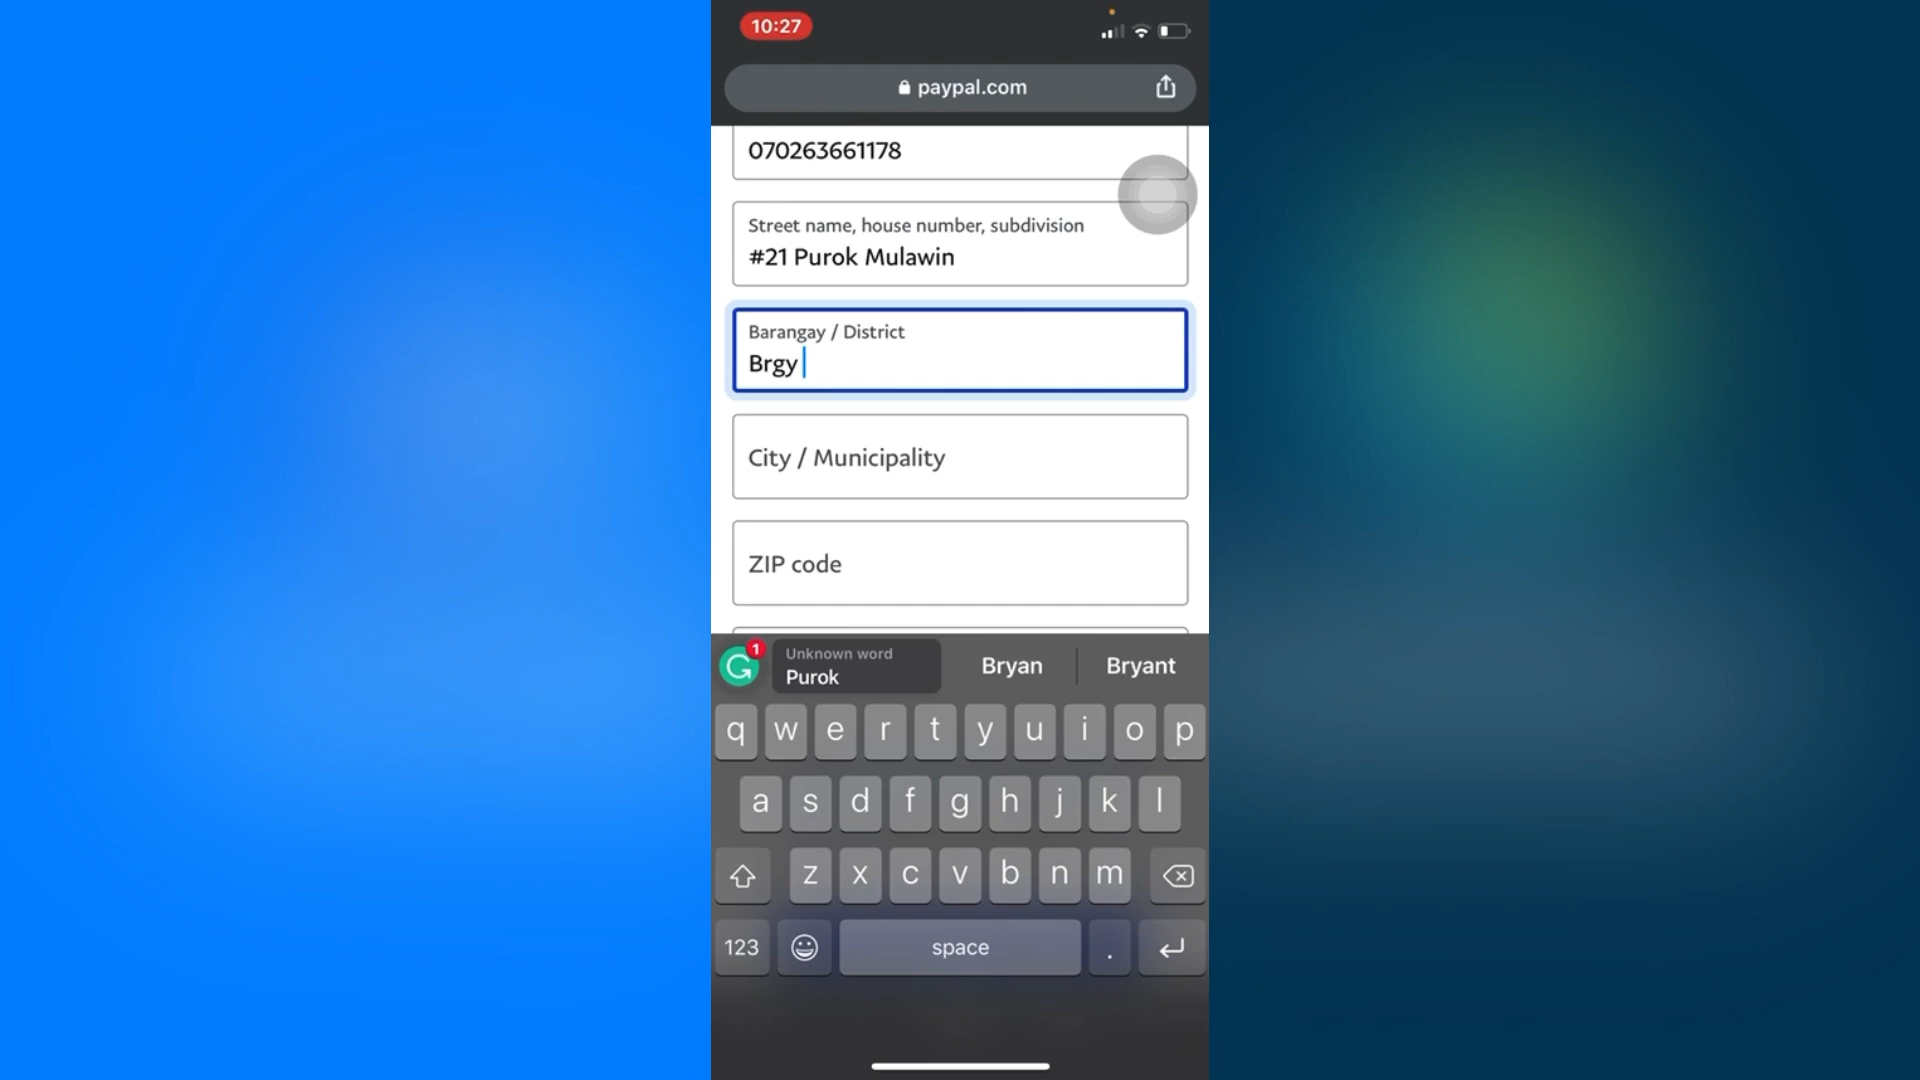 10:27
paypal.com
070263661178
Street name, house number, subdivision
#21 Purok Mulawin
Barangay / District
Brgy
City / Municipality
ZIP code
1
Unknown word
Purok
Bryan
Bryant
q w e r t y u i o p
a s d f g h j k l
z x c v b n m
123 space .